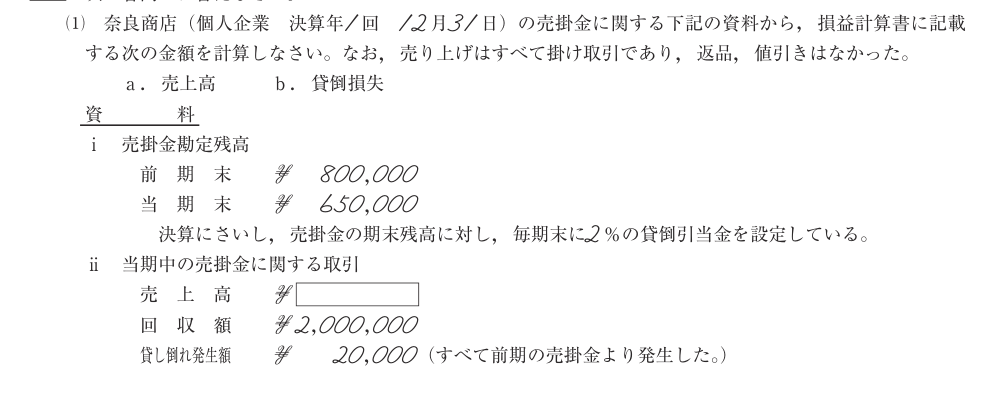 ⑴ 奈良商店（個人企業 決算年1回 12月31日）の売掛金に関する下記の資料から，損益計算書に記載
する次の金額を計算しなさい。なお，売り上げはすべて掛け取引であり，返品，値引きはなかった。
ａ．売上高 ｂ．貸倒損失
資 料
ⅰ 売掛金勘定残高
前期末 ¥ 800,000
当期末 ¥ 650,000
決算にさいし，売掛金の期末残高に対し，毎期末に2％の貸倒引当金を設定している。
ⅱ 当期中の売掛金に関する取引
売上高 ¥
回収額 ¥2,000,000
貸し倒れ発生額 ¥ 20,000（すべて前期の売掛金より発生した。）